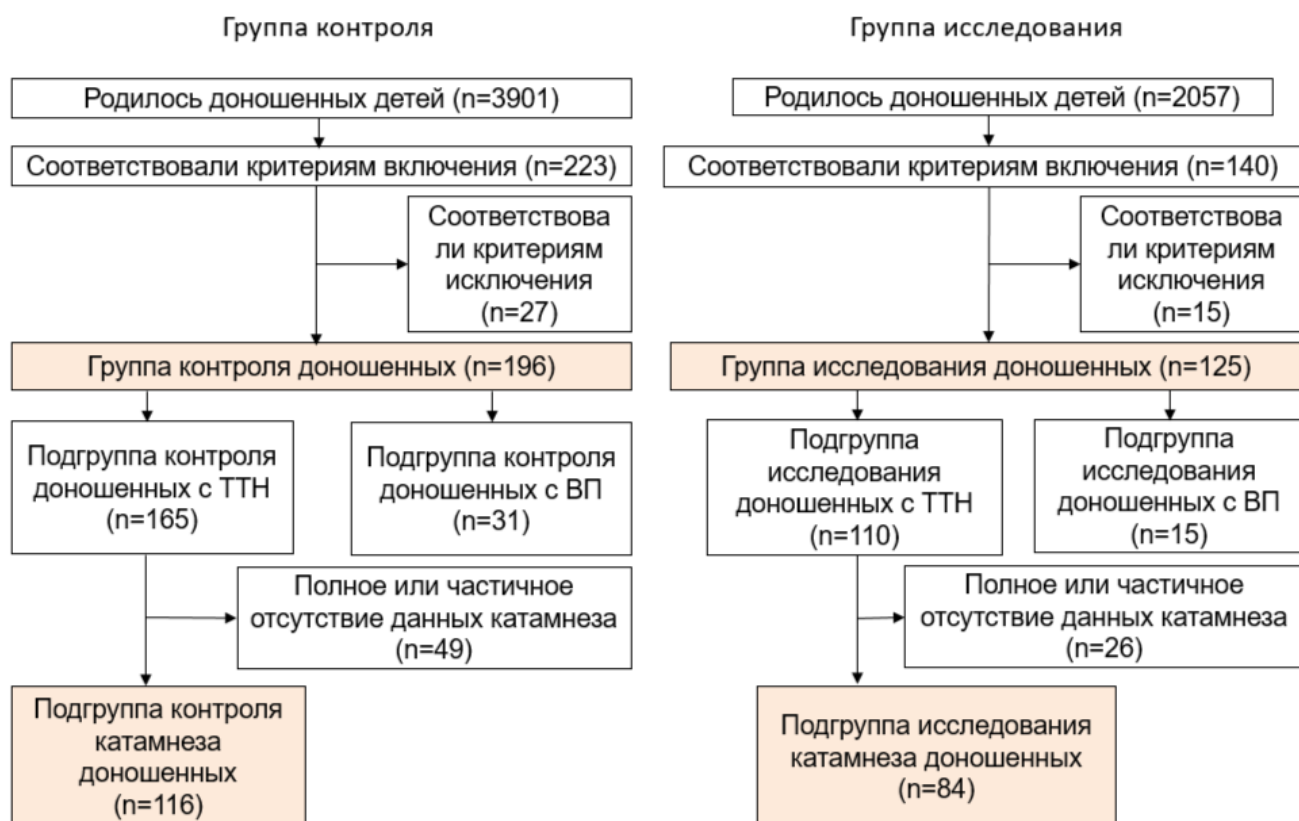 Группа контроля
Родилось доношенных детей (n=3901)
Соответствовали критериям включения (n=223)
Соответствова
ли критериям
исключения
(n=27)
Группа контроля доношенных (n=196)
Подгруппа контроля
доношенных с ТТН
(n=165)
Подгруппа контроля
доношенных с ВП
(n=31)
Полное или частичное
отсутствие данных катамнеза
(n=49)
Подгруппа контроля
катамнеза
доношенных
(n=116)
Группа исследования
Родилось доношенных детей (n=2057)
Соответствовали критериям включения (n=140)
Соответствова
ли критериям
исключения
(n=15)
Группа исследования доношенных (n=125)
Подгруппа
исследования
доношенных с ТТН
(n=110)
Подгруппа
исследования
доношенных с ВП
(n=15)
Полное или частичное
отсутствие данных катамнеза
(n=26)
Подгруппа исследования
катамнеза доношенных
(n=84)